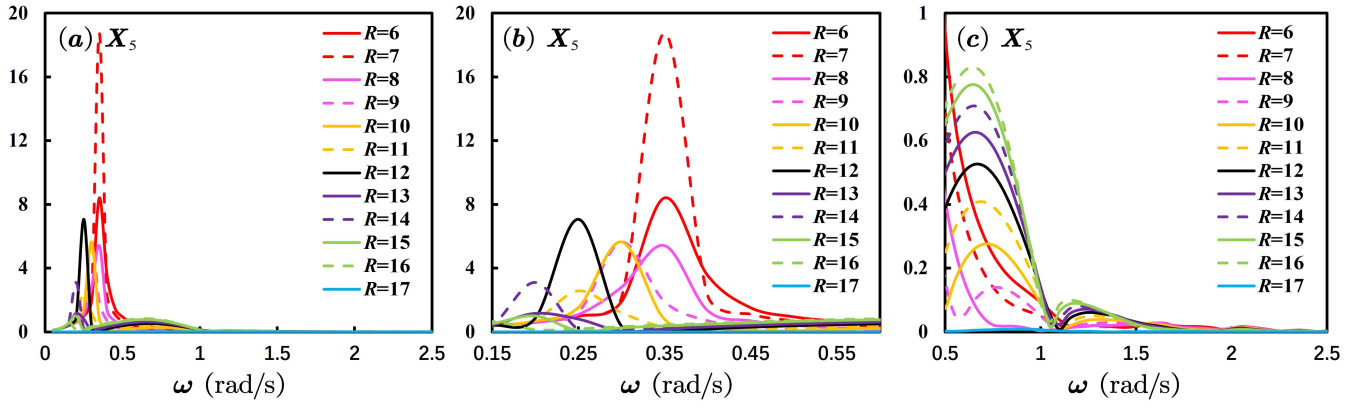 (a) X₅
20
16
12
8
4
0
0
0.5
1
1.5
2
2.5
ω (rad/s)
R=6
R=7
R=8
R=9
R=10
R=11
R=12
R=13
R=14
R=15
R=16
R=17
(b) X₅
20
16
12
8
4
0
0.15
0.25
0.35
0.45
0.55
ω (rad/s)
R=6
R=7
R=8
R=9
R=10
R=11
R=12
R=13
R=14
R=15
R=16
R=17
(c) X₅
1
0.8
0.6
0.4
0.2
0
0.5
1
1.5
2
2.5
ω (rad/s)
R=6
R=7
R=8
R=9
R=10
R=11
R=12
R=13
R=14
R=15
R=16
R=17